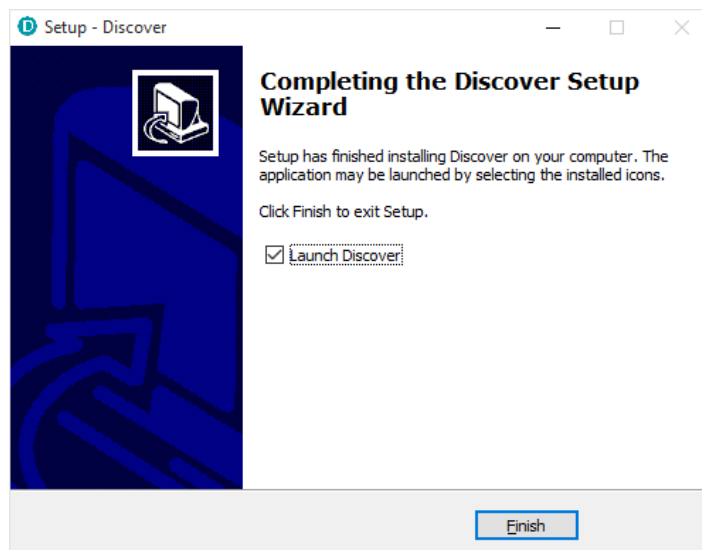 D Setup - Discover
Completing the Discover Setup
Wizard
Setup has finished installing Discover on your computer. The
application may be launched by selecting the installed icons.
Click Finish to exit Setup.
Launch Discover
Finish